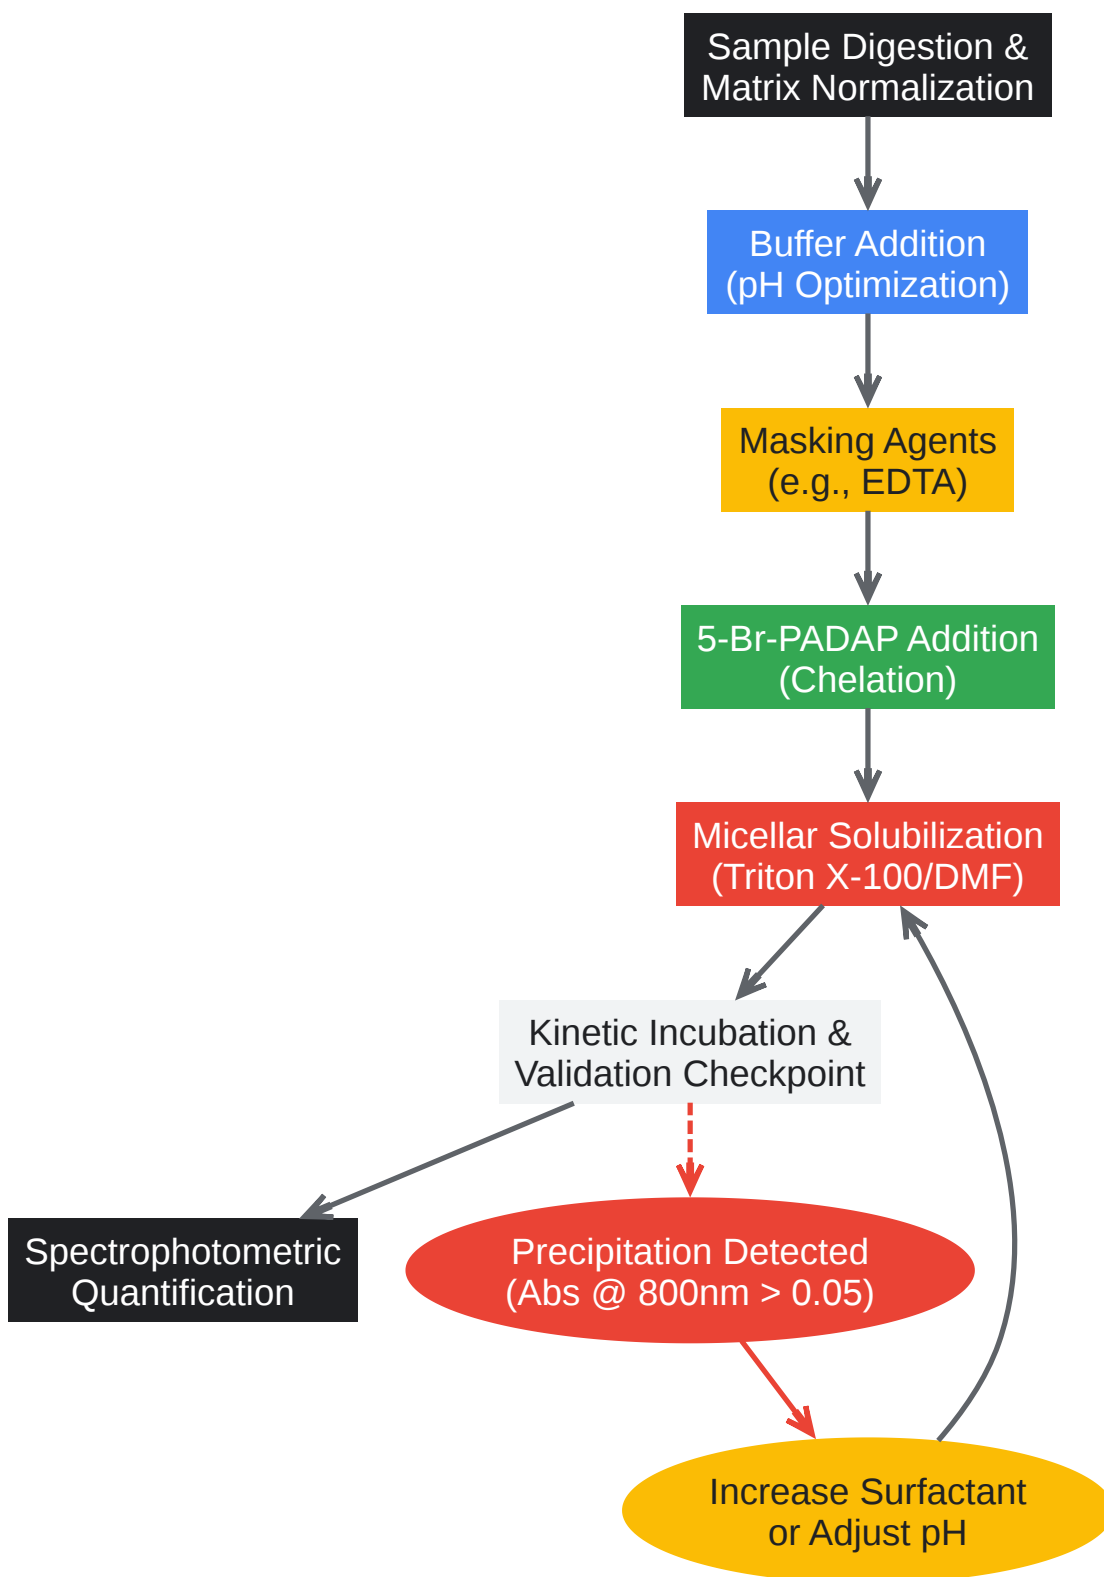 Sample Digestion &
Matrix Normalization
Buffer Addition
(pH Optimization)
Masking Agents
(e.g., EDTA)
5-Br-PADAP Addition
(Chelation)
Micellar Solubilization
(Triton X-100/DMF)
Kinetic Incubation &
Validation Checkpoint
Spectrophotometric
Quantification
Precipitation Detected
(Abs @ 800nm > 0.05)
Increase Surfactant
or Adjust pH